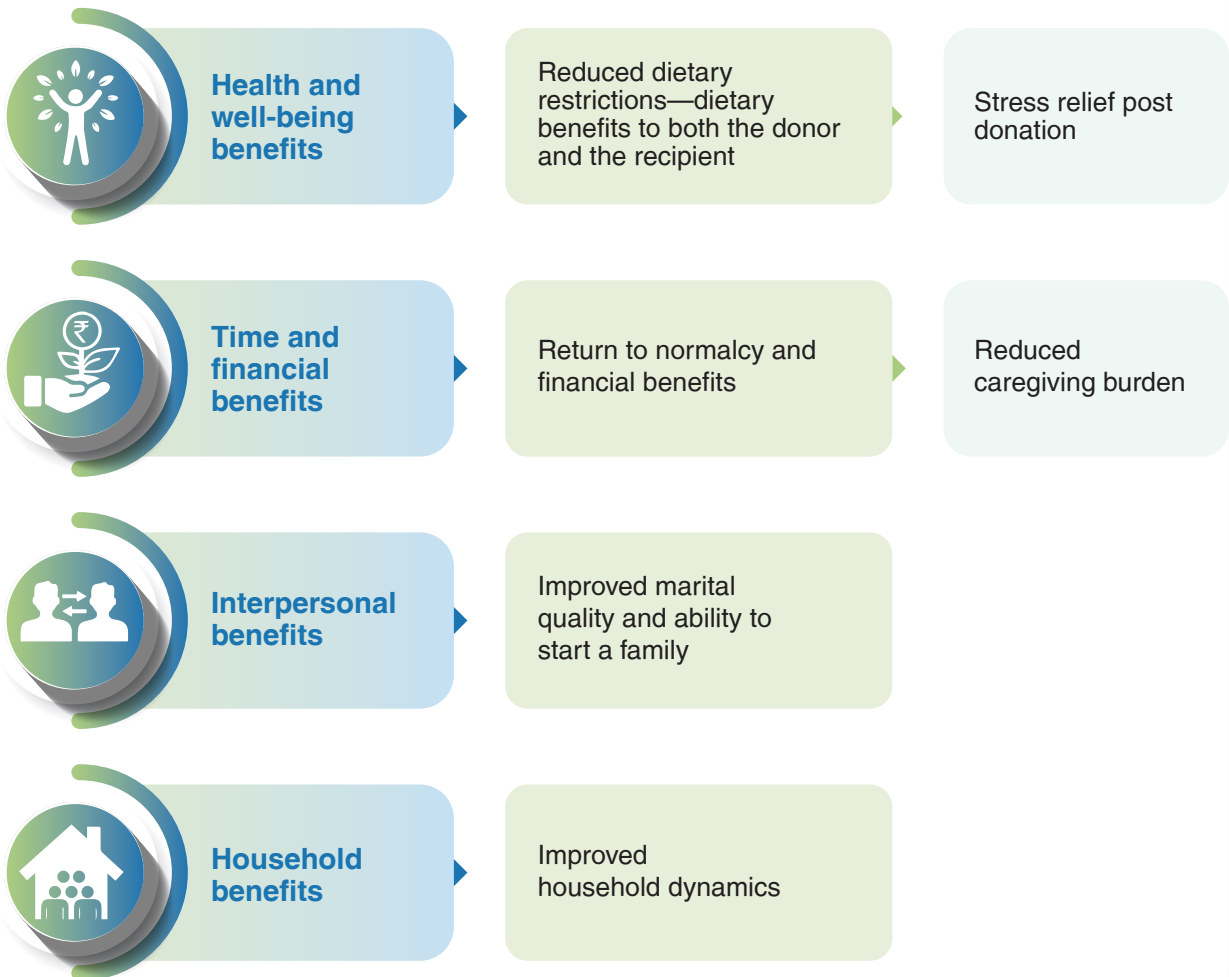 Health and
well-being
benefits
Reduced dietary
restrictions—dietary
benefits to both the donor
and the recipient
Stress relief post
donation
₹
Time and
financial
benefits
Return to normalcy and
financial benefits
Reduced
caregiving burden
Interpersonal
benefits
Improved marital
quality and ability to
start a family
Household
benefits
Improved
household dynamics